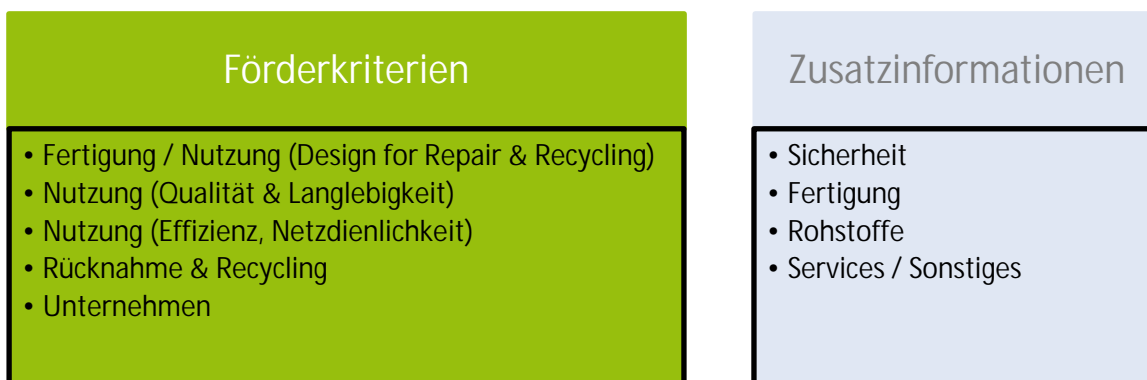 Förderkriterien
• Fertigung / Nutzung (Design for Repair & Recycling)
• Nutzung (Qualität & Langlebigkeit)
• Nutzung (Effizienz, Netzdienlichkeit)
• Rücknahme & Recycling
• Unternehmen
Zusatzinformationen
• Sicherheit
• Fertigung
• Rohstoffe
• Services / Sonstiges